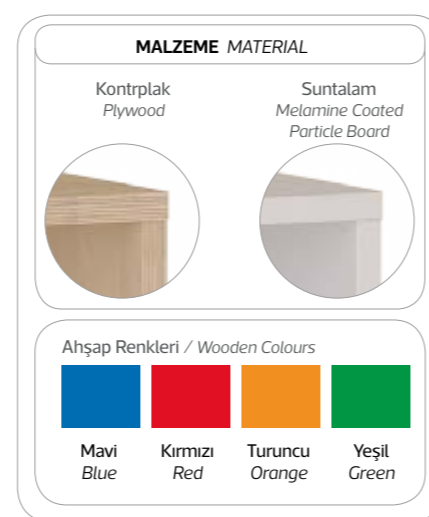 MALZEME MATERIAL
Kontrplak
Plywood
Suntalam
Melamine Coated
Particle Board
Ahşap Renkleri / Wooden Colours
Mavi
Blue
Kırmızı
Red
Turuncu
Orange
Yeşil
Green